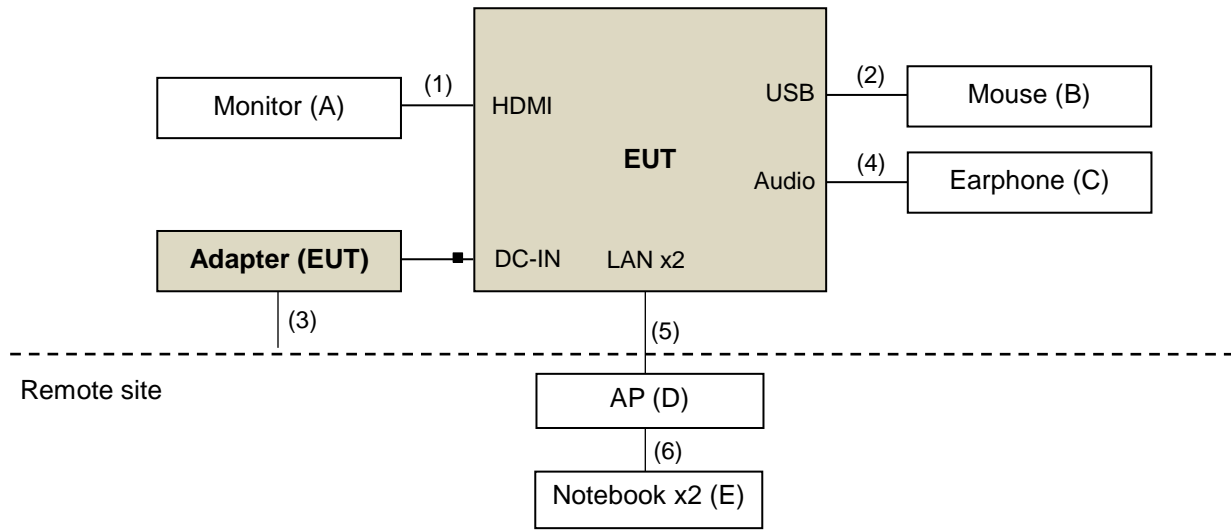 (1)
(2)
Monitor (A)
HDMI
USB
Mouse (B)
EUT
(4)
Audio
Earphone (C)
Adapter (EUT)
DC-IN
LAN x2
(3)
(5)
Remote site
AP (D)
(6)
Notebook x2 (E)